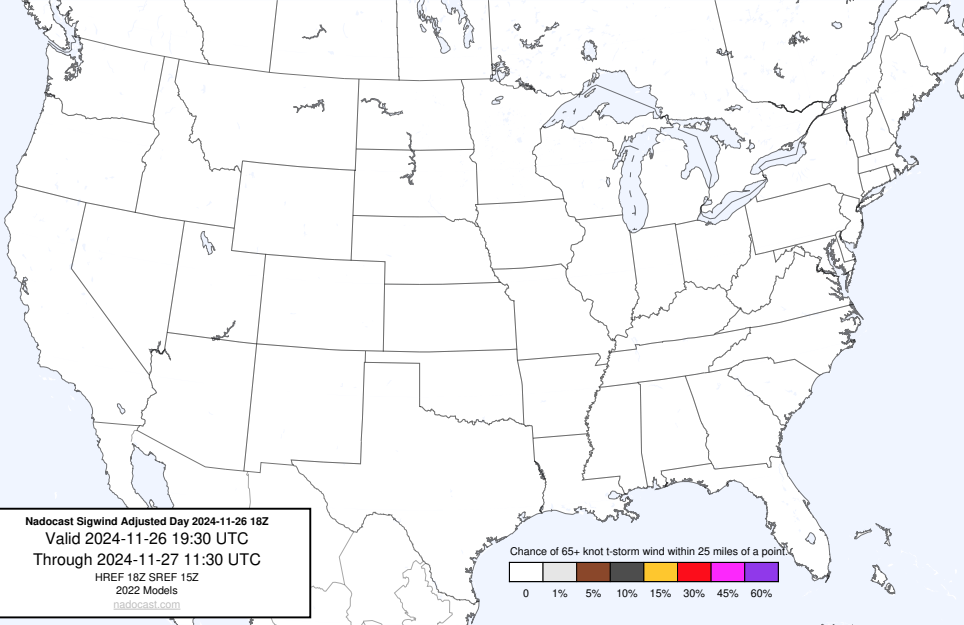 Nadocast Sigwind Adjusted Day 2024-11-26 18Z
Valid 2024-11-26 19:30 UTC
Through 2024-11-27 11:30 UTC
HREF 18Z SREF 15Z
2022 Models
nadocast.com
Chance of 65+ knot t-storm wind within 25 miles of a point.
0 1% 5% 10% 15% 30% 45% 60%